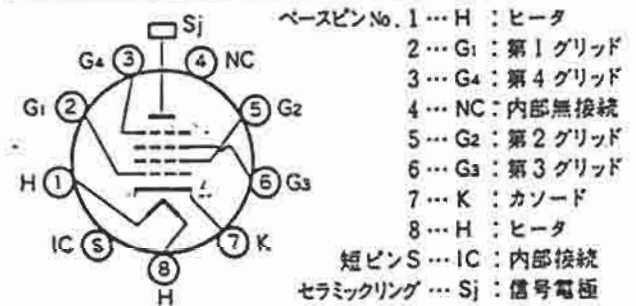 Sj
G4 ③ ④ NC
G1 ② ⑤ G2
H ① ⑥ G3
IC Ⓢ ⑦ K
⑧
H
ベースピンNo. 1 … H : ヒータ
2 … G1 : 第1グリッド
3 … G4 : 第4グリッド
4 … NC : 内部無接続
5 … G2 : 第2グリッド
6 … G3 : 第3グリッド
7 … K : カソード
8 … H : ヒータ
短ピンS … IC : 内部接続
セラミックリング … Sj : 信号電極